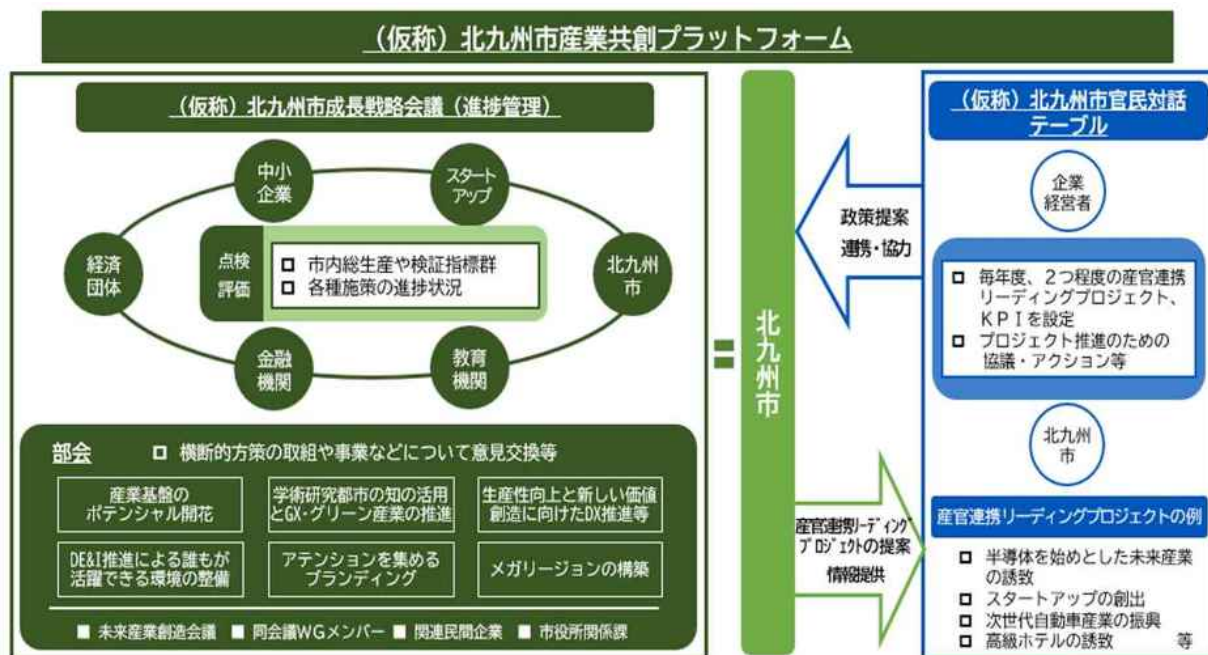 （仮称）北九州市産業共創プラットフォーム
（仮称）北九州市成長戦略会議（進捗管理）
中小
企業
スタート
アップ
経済
団体
点検
評価
□ 市内総生産や検証指標群
□ 各種施策の進捗状況
北九州
市
金融
機関
教育
機関
部会
□ 横断的方策の取組や事業などについて意見交換等
産業基盤の
ポテンシャル開花
学術研究都市の知の活用
とGX・グリーン産業の推進
生産性向上と新しい価値
創造に向けたDX推進等
DE&I推進による誰もが
活躍できる環境の整備
アテンションを集める
ブランディング
メガリージョンの構築
■ 未来産業創造会議 ■ 同会議WGメンバー ■ 関連民間企業 ■ 市役所関係課
北九州市
政策提案
連携・協力
産官連携リーディング
プロジェクトの提案
情報提供
（仮称）北九州市官民対話
テーブル
企業
経営者
□ 毎年度、２つ程度の産官連携
リーディングプロジェクト、
ＫＰＩを設定
□ プロジェクト推進のための
協議・アクション等
北九州
市
産官連携リーディングプロジェクトの例
□ 半導体を始めとした未来産業
の誘致
□ スタートアップの創出
□ 次世代自動車産業の振興
□ 高級ホテルの誘致 等